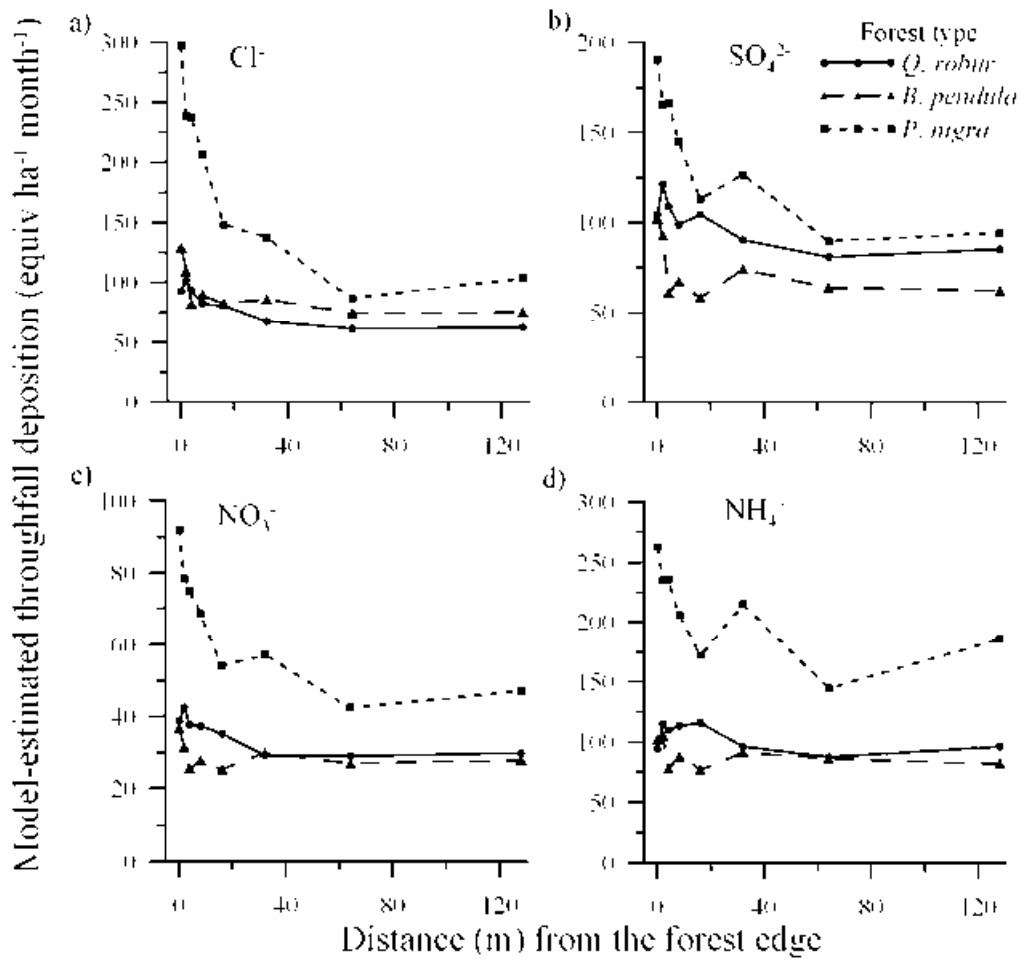 Model-estimated throughfall deposition (equiv ha⁻¹ month⁻¹)
a)
Cl⁻
300
250
200
150
100
50
0
0 40 80 120
b)
SO₄²⁻
Forest type
Q. robur
B. pendula
P. nigra
200
150
100
50
0
0 40 80 120
c)
NO₃⁻
100
80
60
40
20
0
0 40 80 120
d)
NH₄
300
250
200
150
100
50
0
0 40 80 120
Distance (m) from the forest edge